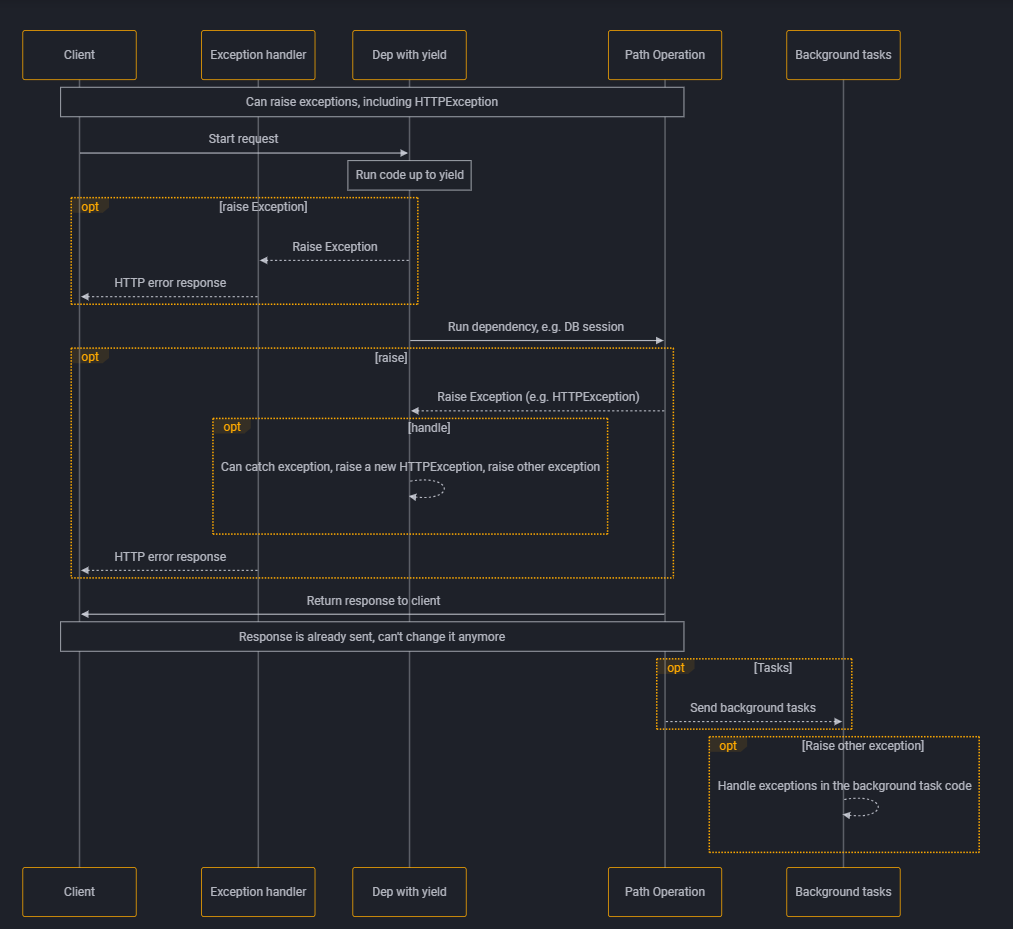 Client
Exception handler
Dep with yield
Path Operation
Background tasks
Can raise exceptions, including HTTPException
Start request
Run code up to yield
opt
[raise Exception]
Raise Exception
HTTP error response
Run dependency, e.g. DB session
opt
[raise]
Raise Exception (e.g. HTTPException)
opt
[handle]
Can catch exception, raise a new HTTPException, raise other exception
HTTP error response
Return response to client
Response is already sent, can't change it anymore
opt
[Tasks]
Send background tasks
opt
[Raise other exception]
Handle exceptions in the background task code
Client
Exception handler
Dep with yield
Path Operation
Background tasks